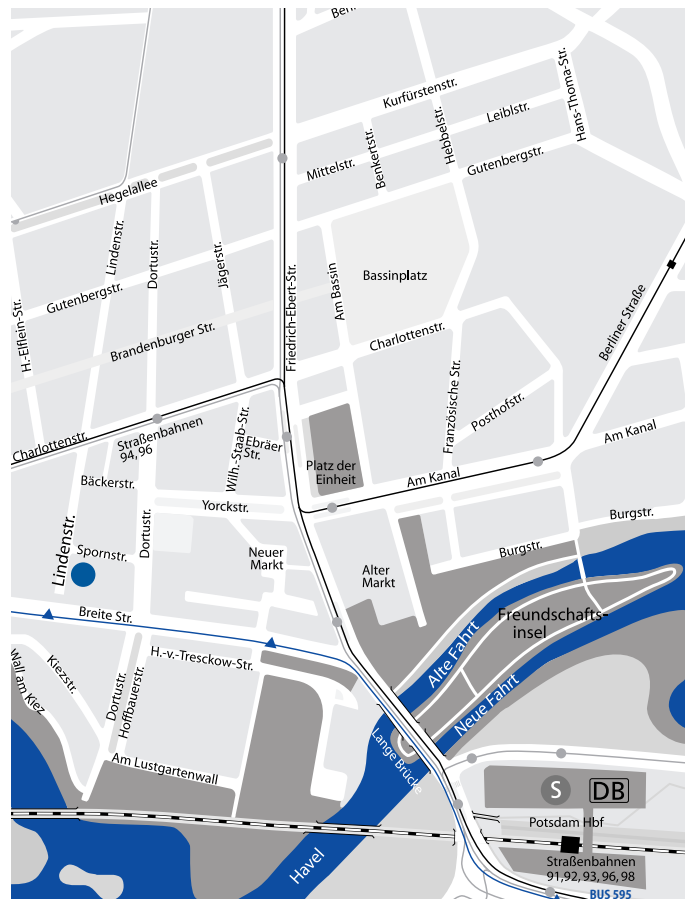 Kurfürstenstr.
Hans-Thoma-Str.
Leiblstr.
Hebbelstr.
Benkertstr.
Mittelstr.
Gutenbergstr.
Hegelallee
Lindenstr.
Dortustr.
Jägerstr.
Friedrich-Ebert-Str.
Am Bassin
Bassinplatz
Gutenbergstr.
H.-Elflein-Str.
Brandenburger Str.
Charlottenstr.
Berliner Straße
Französische Str.
Posthofstr.
Charlottenstr.
Straßenbahnen
94, 96
Wilh.-Staab-Str.
Ebräer
Str.
Platz der
Einheit
Am Kanal
Am Kanal
Bäckerstr.
Yorckstr.
Dortustr.
Burgstr.
Burgstr.
Lindenstr.
Spornstr.
Neuer
Markt
Alter
Markt
Breite Str.
Freundschafts-
insel
Alte Fahrt
Neue Fahrt
H.-v.-Tresckow-Str.
Kiezstr.
Wall am Kiez
Dortustr.
Hoffbauerstr.
Am Lustgartenwall
Lange Brücke
Havel
S
DB
Potsdam Hbf
Straßenbahnen
91,92, 93, 96, 98
BUS 595